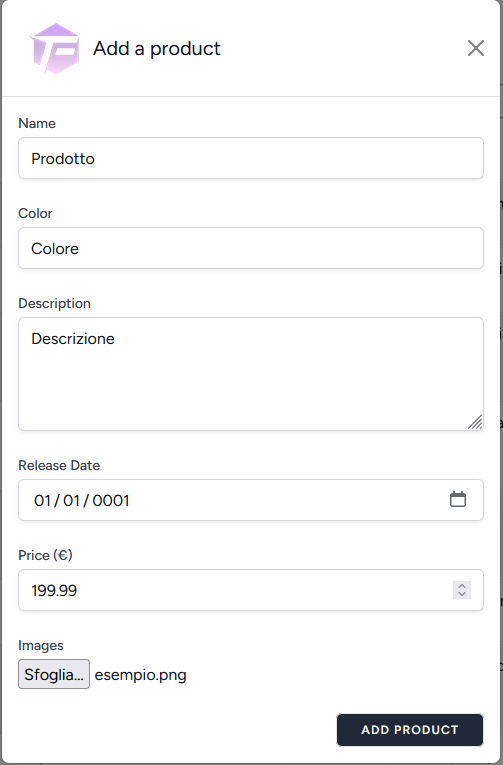 Add a product
Name
Prodotto
Color
Colore
Description
Descrizione
Release Date
01/01/0001
Price (€)
199.99
Images
Sfoglia... esempio.png
ADD PRODUCT